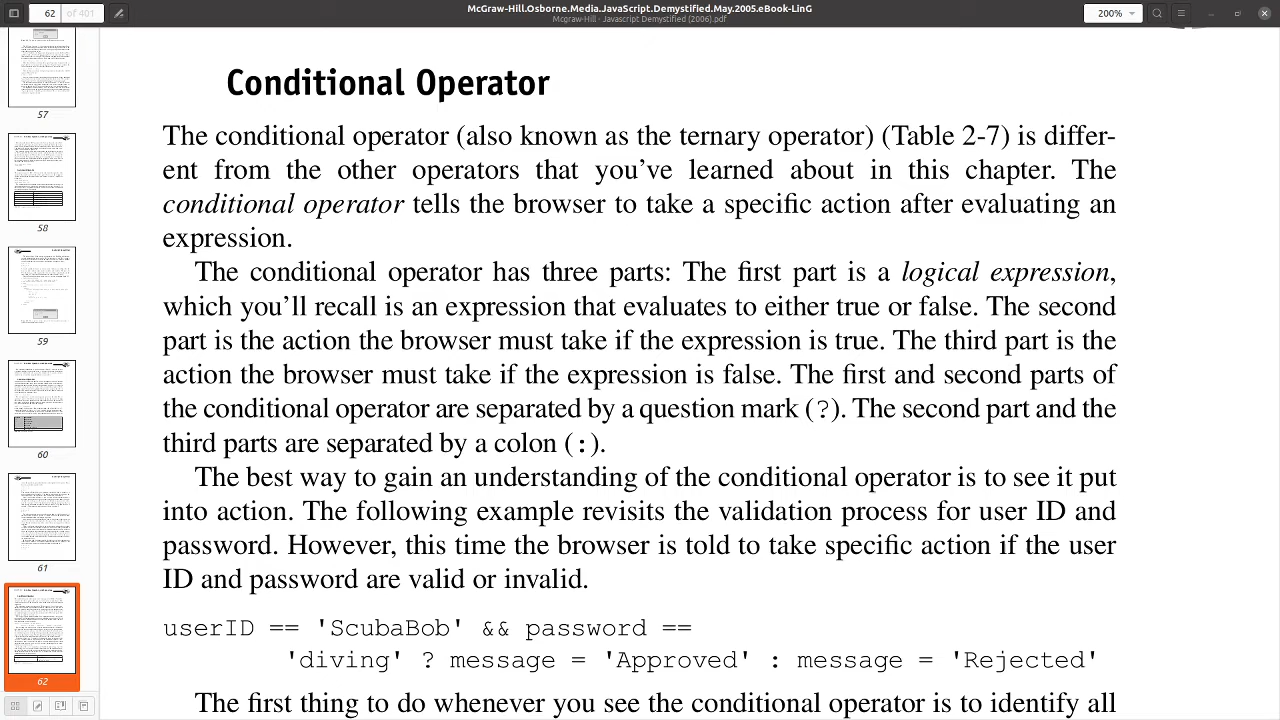 62 of 401
McGraw-Hill.Osborne.Media.JavaScript.Demystified.May.2005.eBook-LinG
Mcgraw-Hill - Javascript Demystified (2006).pdf
200%
57
58
59
60
61
62
Conditional Operator
The conditional operator (also known as the ternary operator) (Table 2-7) is differ-
ent from the other operators that you’ve learned about in this chapter. The
conditional operator tells the browser to take a specific action after evaluating an
expression.
The conditional operator has three parts: The first part is a logical expression,
which you’ll recall is an expression that evaluates to either true or false. The second
part is the action the browser must take if the expression is true. The third part is the
action the browser must take if the expression is false. The first and second parts of
the conditional operator are separated by a question mark (?). The second part and the
third parts are separated by a colon (:).
The best way to gain an understanding of the conditional operator is to see it put
into action. The following example revisits the validation process for user ID and
password. However, this time the browser is told to take specific action if the user
ID and password are valid or invalid.
userID == 'ScubaBob' && password ==
'diving' ? message = 'Approved' : message = 'Rejected'
The first thing to do whenever you see the conditional operator is to identify all